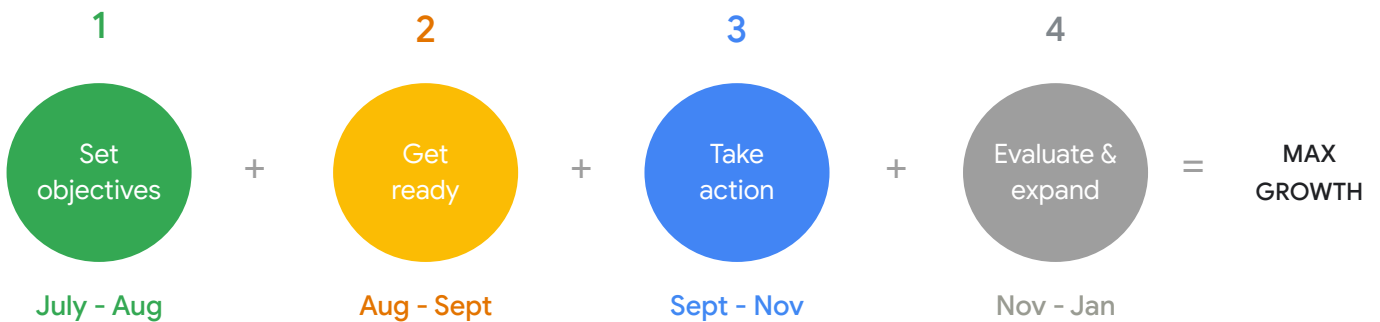 1
2
3
4
Set
objectives
+
Get
ready
+
Take
action
+
Evaluate &
expand
=
MAX
GROWTH
July - Aug
Aug - Sept
Sept - Nov
Nov - Jan